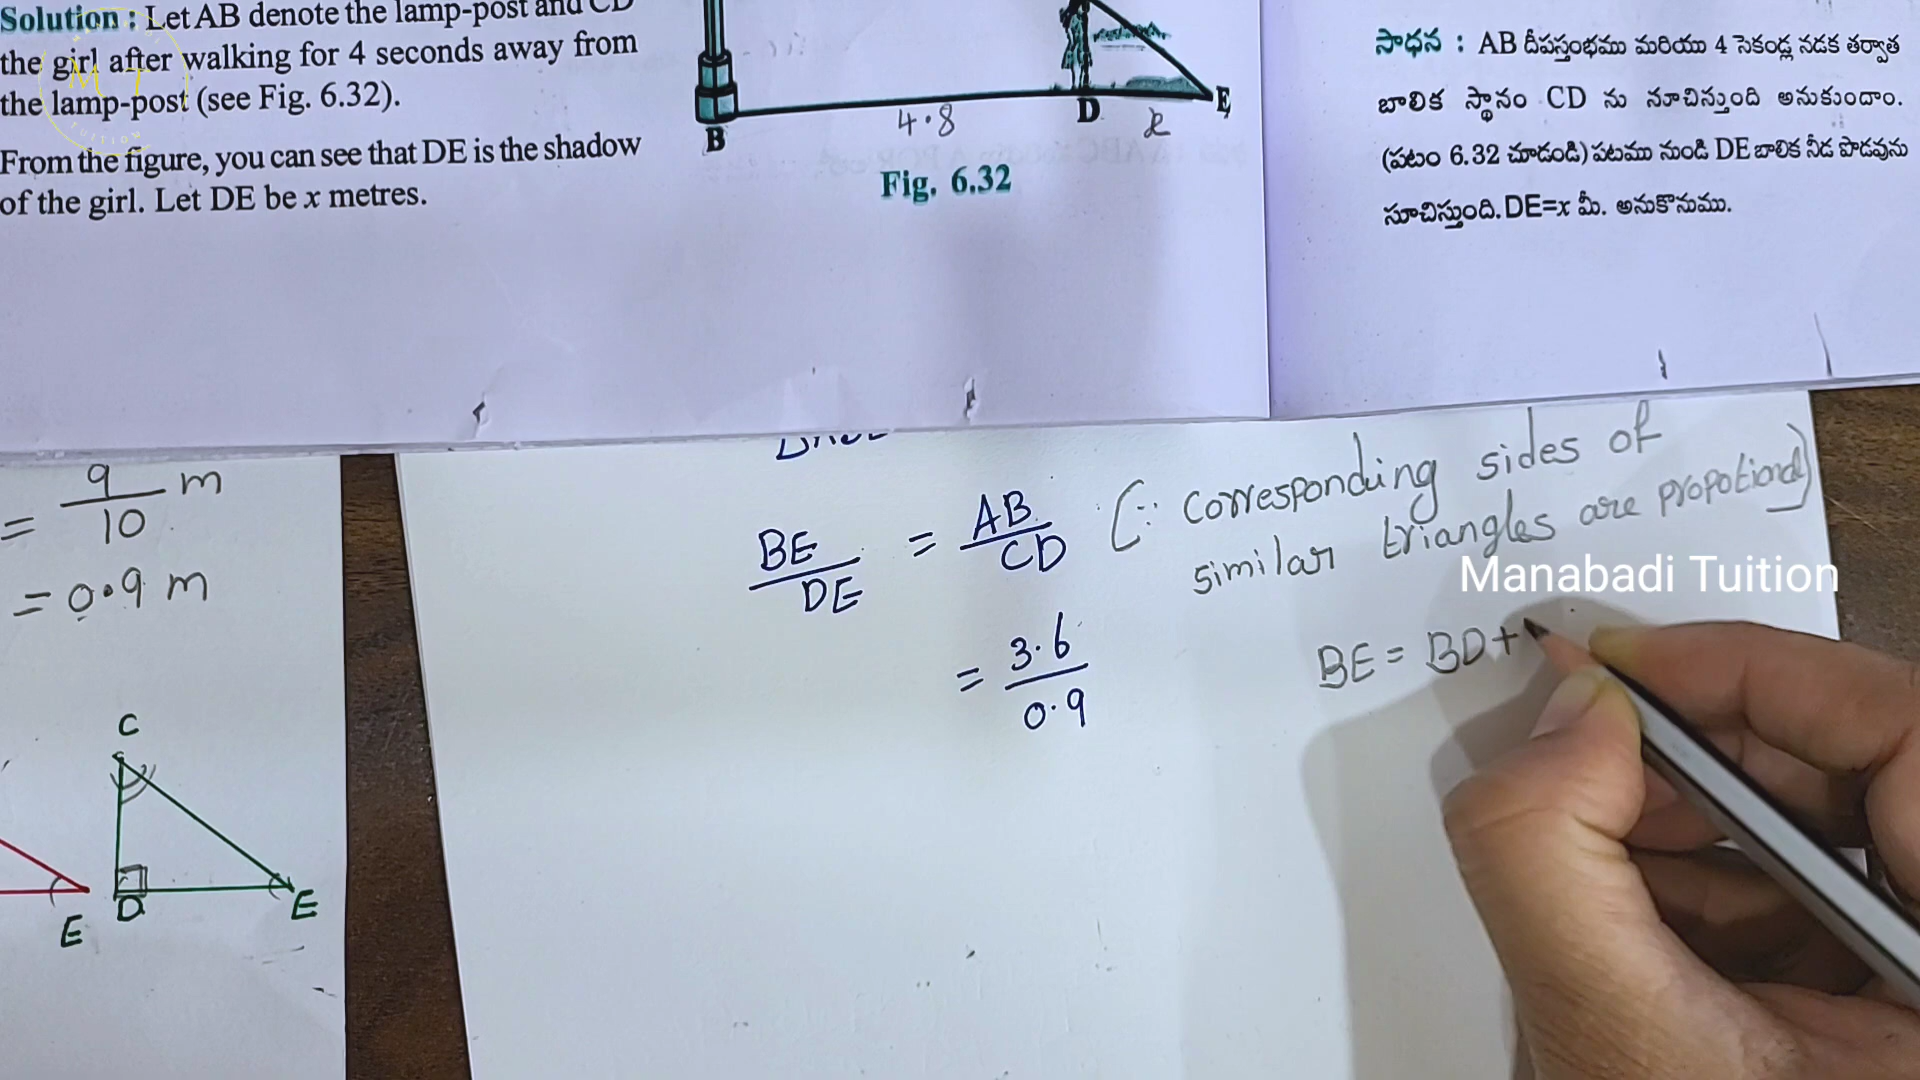 Solution : Let AB denote the lamp-post and CD
the girl after walking for 4 seconds away from
the lamp-post (see Fig. 6.32).
From the figure, you can see that DE is the shadow
of the girl. Let DE be x metres.
B
4.8
D
x
E
Fig. 6.32
సాధన : AB దీపస్తంభము మరియు 4 సెకండ్ల నడక తర్వాత
బాలిక స్థానం CD ను సూచిస్తుంది అనుకుందాం.
(పటం 6.32 చూడండి) పటము నుండి DE బాలిక నీడ పొడవును
సూచిస్తుంది. DE=x మీ. అనుకొనుము.
= 9/10 m
= 0.9 m
C
E
D
E
BE/DE = AB/CD (∵ corresponding sides of
similar triangles are propotional)
Manabadi Tuition
= 3.6/0.9
BE = BD+
M T
TUITION